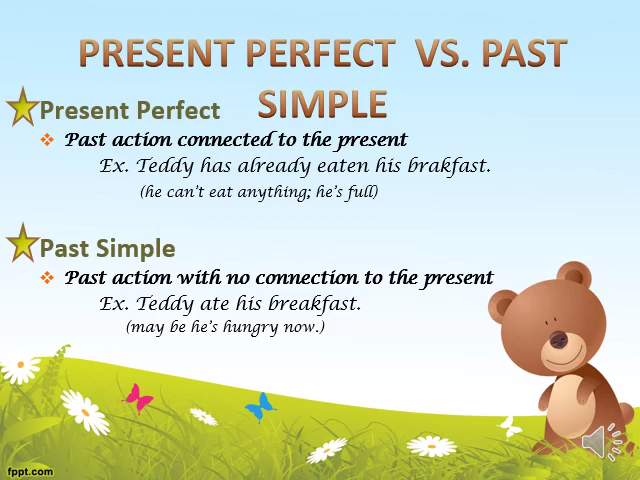 PRESENT PERFECT VS. PAST
SIMPLE
Present Perfect
Past action connected to the present
Ex. Teddy has already eaten his brakfast.
(he can't eat anything; he's full)
Past Simple
Past action with no connection to the present
Ex. Teddy ate his breakfast.
(may be he's hungry now.)
fppt.com